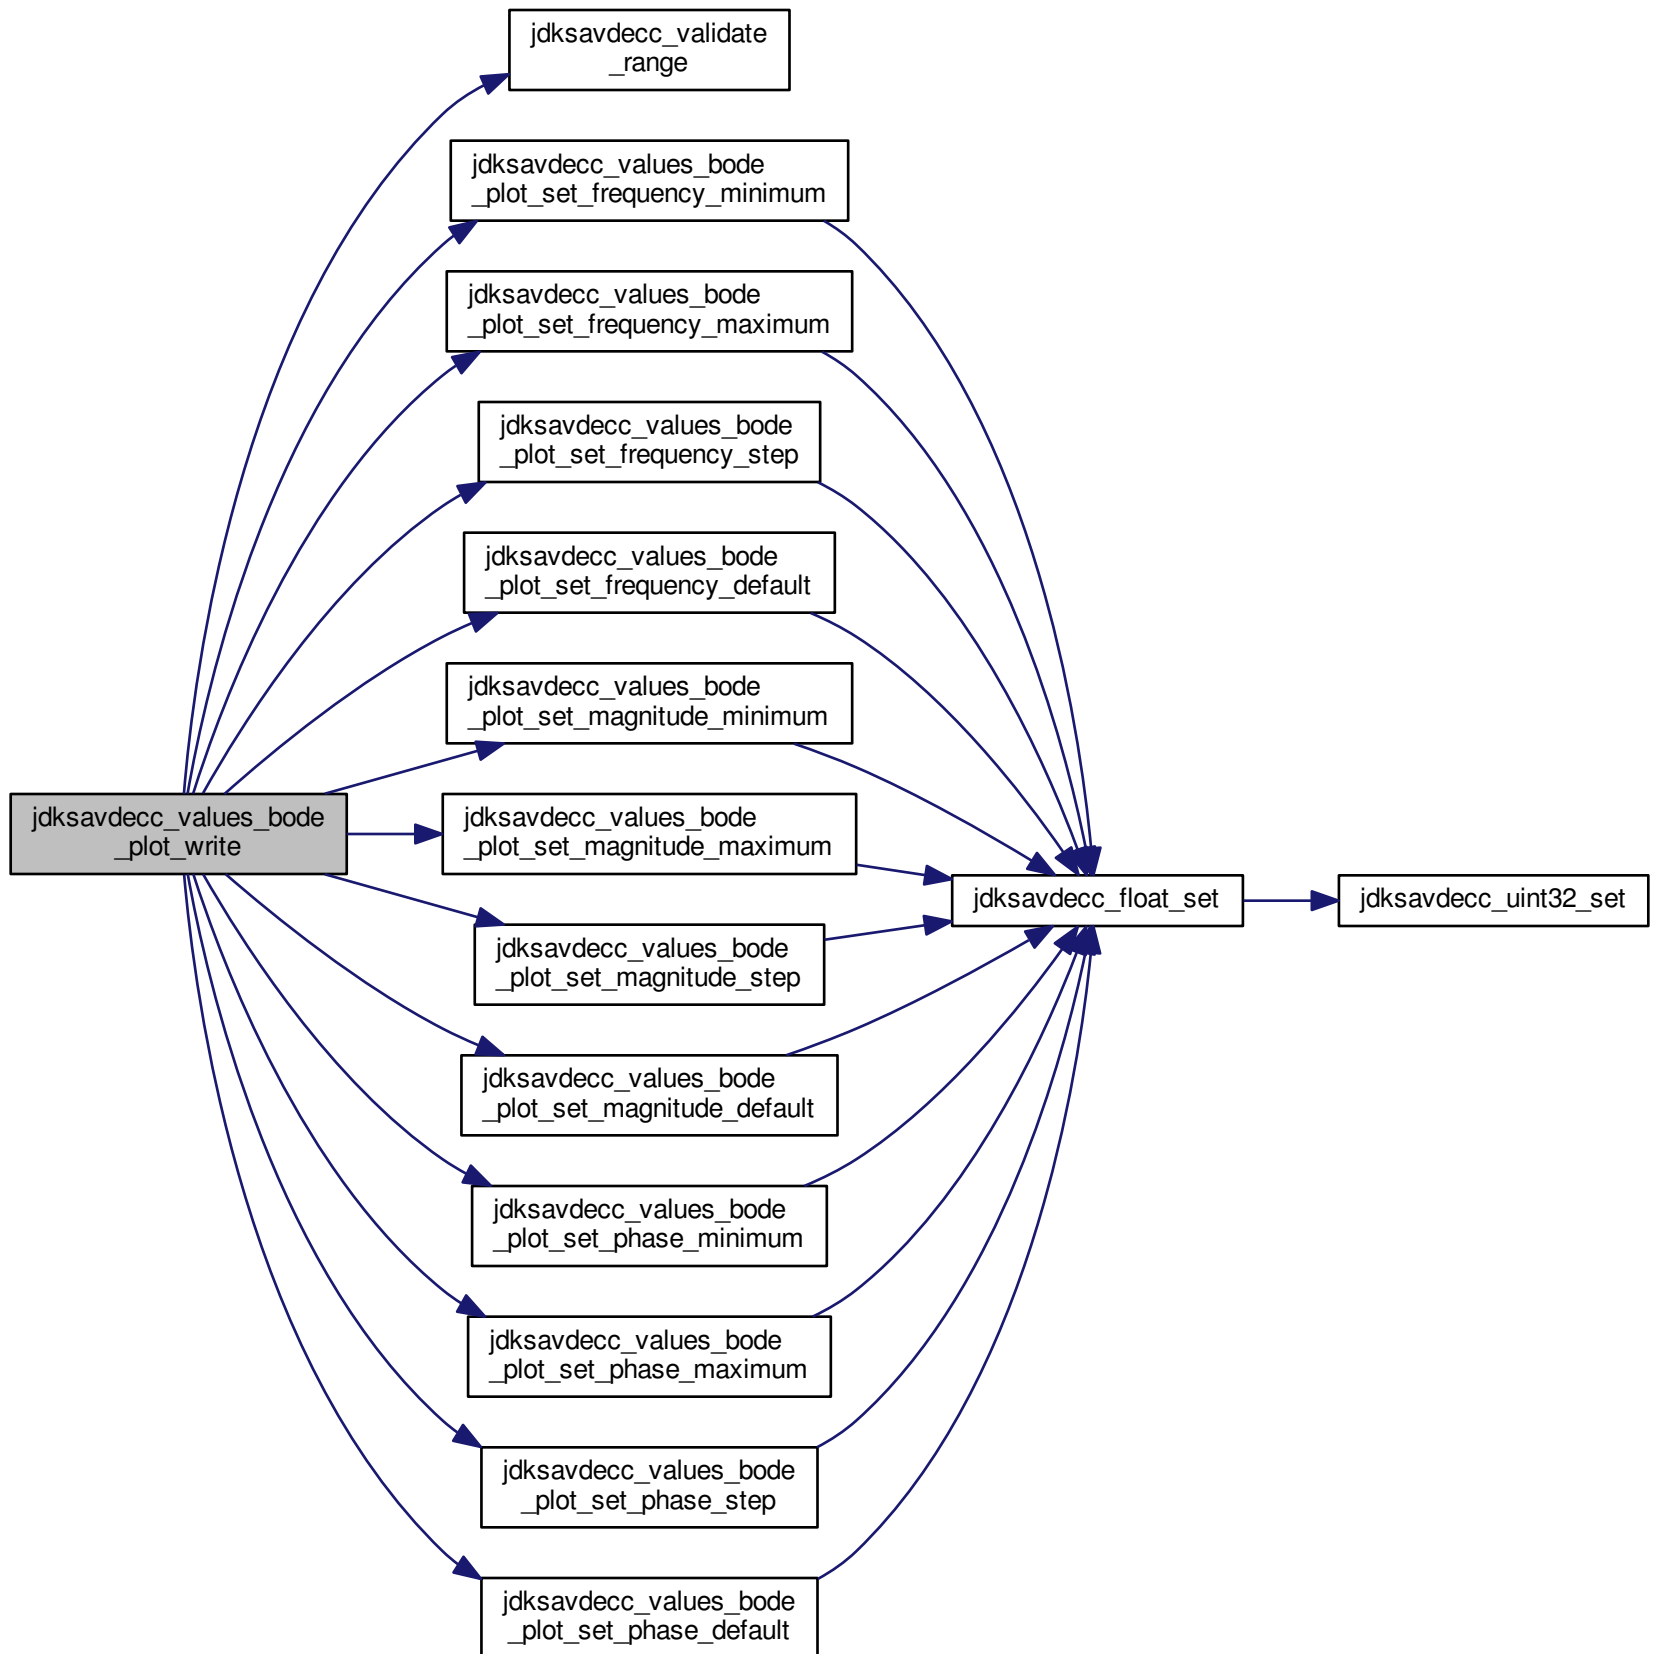 jdksavdecc_validate
_range
jdksavdecc_values_bode
_plot_set_frequency_minimum
jdksavdecc_values_bode
_plot_set_frequency_maximum
jdksavdecc_values_bode
_plot_set_frequency_step
jdksavdecc_values_bode
_plot_set_frequency_default
jdksavdecc_values_bode
_plot_set_magnitude_minimum
jdksavdecc_values_bode
_plot_write
jdksavdecc_values_bode
_plot_set_magnitude_maximum
jdksavdecc_float_set
jdksavdecc_uint32_set
jdksavdecc_values_bode
_plot_set_magnitude_step
jdksavdecc_values_bode
_plot_set_magnitude_default
jdksavdecc_values_bode
_plot_set_phase_minimum
jdksavdecc_values_bode
_plot_set_phase_maximum
jdksavdecc_values_bode
_plot_set_phase_step
jdksavdecc_values_bode
_plot_set_phase_default